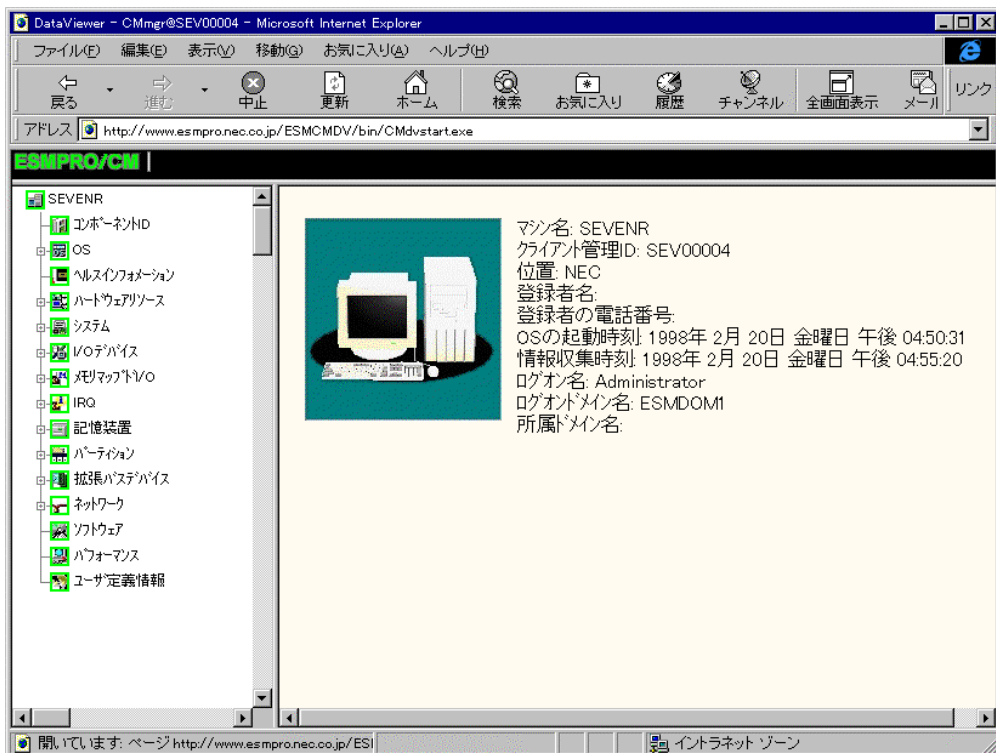 DataViewer - CMmgr@SEV00004 - Microsoft Internet Explorer
ファイル(F) 編集(E) 表示(V) 移動(G) お気に入り(A) ヘルプ(H)
戻る 進む 中止 更新 ホーム 検索 お気に入り 履歴 チャンネル 全画面表示 メール リンク
アドレス http://www.esmpro.nec.co.jp/ESMCMDV/bin/CMdvstart.exe
ESMPRO/CM
SEVENR
コンポーネントID
OS
ヘルスインフォメーション
ハードウェアリソース
システム
I/Oデバイス
メモリマップトI/O
IRQ
記憶装置
パーティション
拡張バスデバイス
ネットワーク
ソフトウェア
パフォーマンス
ユーザ定義情報
マシン名: SEVENR
クライアント管理ID: SEV00004
位置: NEC
登録者名:
登録者の電話番号:
OSの起動時刻: 1998年 2月 20日 金曜日 午後 04:50:31
情報収集時刻: 1998年 2月 20日 金曜日 午後 04:55:20
ログオン名: Administrator
ログオンドメイン名: ESMDOM1
所属ドメイン名:
開いています: ページ http://www.esmpro.nec.co.jp/ESI
イントラネット ゾーン